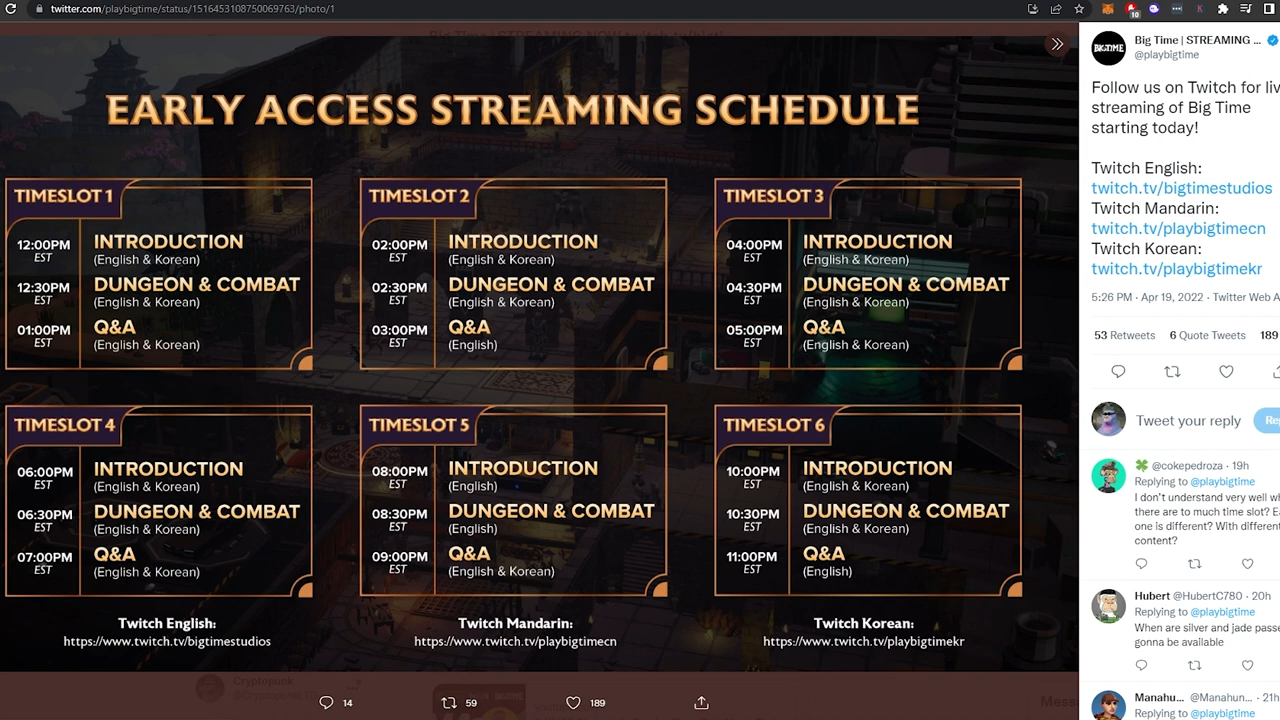 twitter.com/playbigtime/status/1516453108750069763/photo/1
10
EARLY ACCESS STREAMING SCHEDULE
TIMESLOT 1
12:00PM EST
INTRODUCTION
(English & Korean)
12:30PM EST
DUNGEON & COMBAT
(English & Korean)
01:00PM EST
Q&A
(English & Korean)
TIMESLOT 2
02:00PM EST
INTRODUCTION
(English & Korean)
02:30PM EST
DUNGEON & COMBAT
(English & Korean)
03:00PM EST
Q&A
(English)
TIMESLOT 3
04:00PM EST
INTRODUCTION
(English & Korean)
04:30PM EST
DUNGEON & COMBAT
(English & Korean)
05:00PM EST
Q&A
(English & Korean)
TIMESLOT 4
06:00PM EST
INTRODUCTION
(English & Korean)
06:30PM EST
DUNGEON & COMBAT
(English & Korean)
07:00PM EST
Q&A
(English & Korean)
TIMESLOT 5
08:00PM EST
INTRODUCTION
(English)
08:30PM EST
DUNGEON & COMBAT
(English)
09:00PM EST
Q&A
(English & Korean)
TIMESLOT 6
10:00PM EST
INTRODUCTION
(English & Korean)
10:30PM EST
DUNGEON & COMBAT
(English & Korean)
11:00PM EST
Q&A
(English)
Twitch English:
https://www.twitch.tv/bigtimestudios
Twitch Mandarin:
https://www.twitch.tv/playbigtimecn
Twitch Korean:
https://www.twitch.tv/playbigtimekr
Cryptopunk
14
59
189
BIG TIME
Big Time | STREAMING ...
@playbigtime
Follow us on Twitch for liv
streaming of Big Time
starting today!
Twitch English:
twitch.tv/bigtimestudios
Twitch Mandarin:
twitch.tv/playbigtimecn
Twitch Korean:
twitch.tv/playbigtimekr
5:26 PM · Apr 19, 2022 · Twitter Web A
53 Retweets 6 Quote Tweets 189
Tweet your reply
Re
@cokepedroza · 19h
Replying to @playbigtime
I don't understand very well wh
there are to much time slot? Ea
one is different? With different
content?
Hubert @HubertC780 · 20h
Replying to @playbigtime
When are silver and jade passe
gonna be available
Manahu... @Manahun... · 21h
Replying to @playbigtime